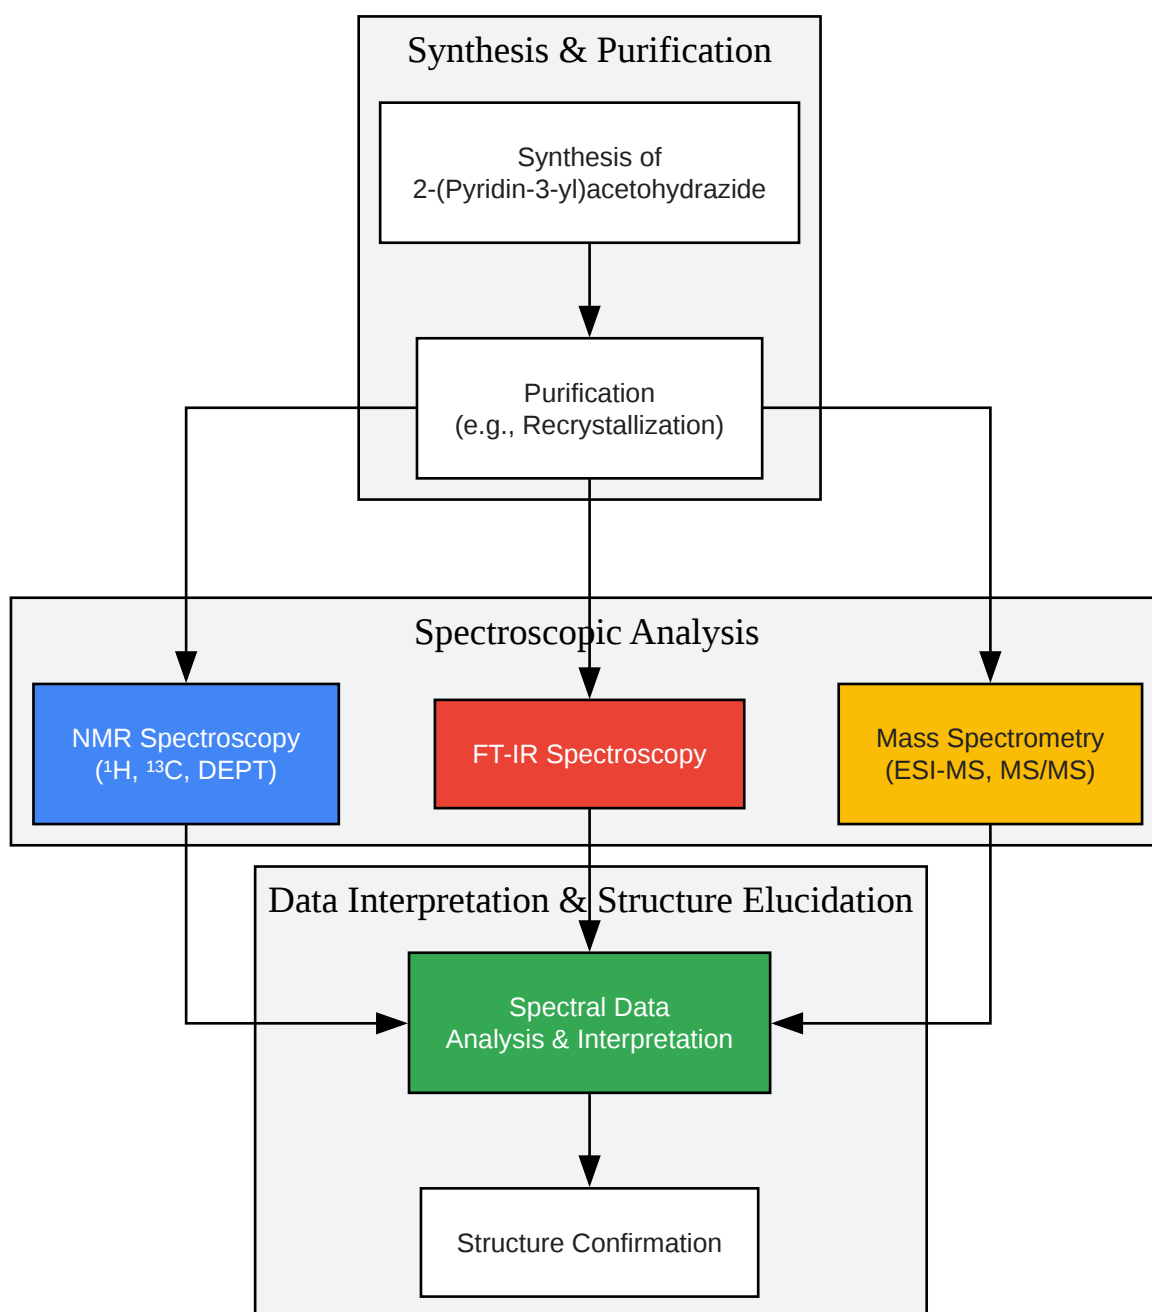 Synthesis & Purification
Synthesis of
2-(Pyridin-3-yl)acetohydrazide
Purification
(e.g., Recrystallization)
Spectroscopic Analysis
NMR Spectroscopy
(¹H, ¹³C, DEPT)
FT-IR Spectroscopy
Mass Spectrometry
(ESI-MS, MS/MS)
Data Interpretation & Structure Elucidation
Spectral Data
Analysis & Interpretation
Structure Confirmation